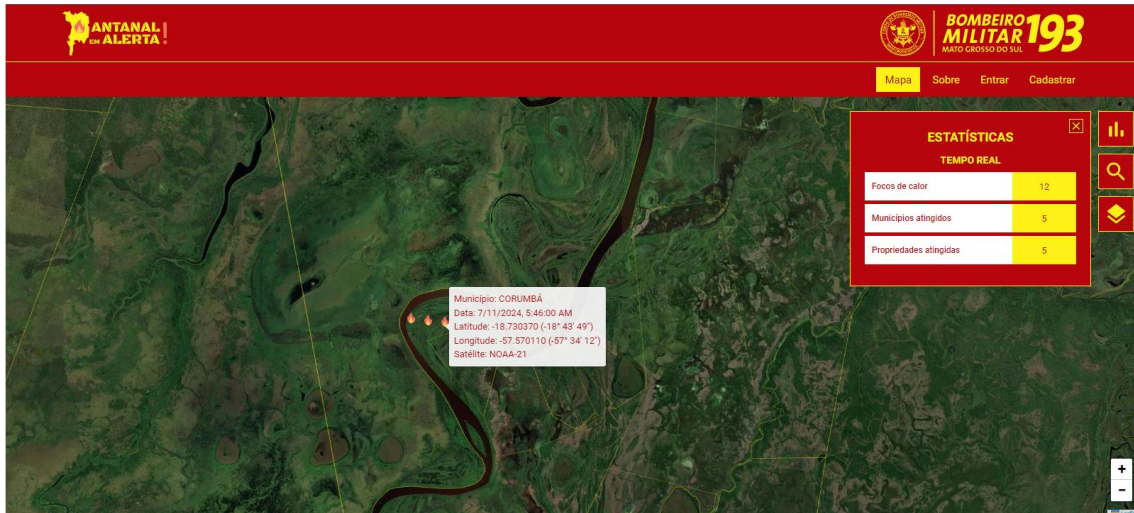 PANTANAL
EM ALERTA!
BOMBEIRO
MILITAR 193
MATO GROSSO DO SUL
Mapa Sobre Entrar Cadastrar
ESTATÍSTICAS
TEMPO REAL
Focos de calor 12
Municípios atingidos 5
Propriedades atingidas 5
Município: CORUMBÁ
Data: 7/11/2024, 5:46:00 AM
Latitude: -18.730370 (-18° 43' 49")
Longitude: -57.570110 (-57° 34' 12")
Satélite: NOAA-21
+
−